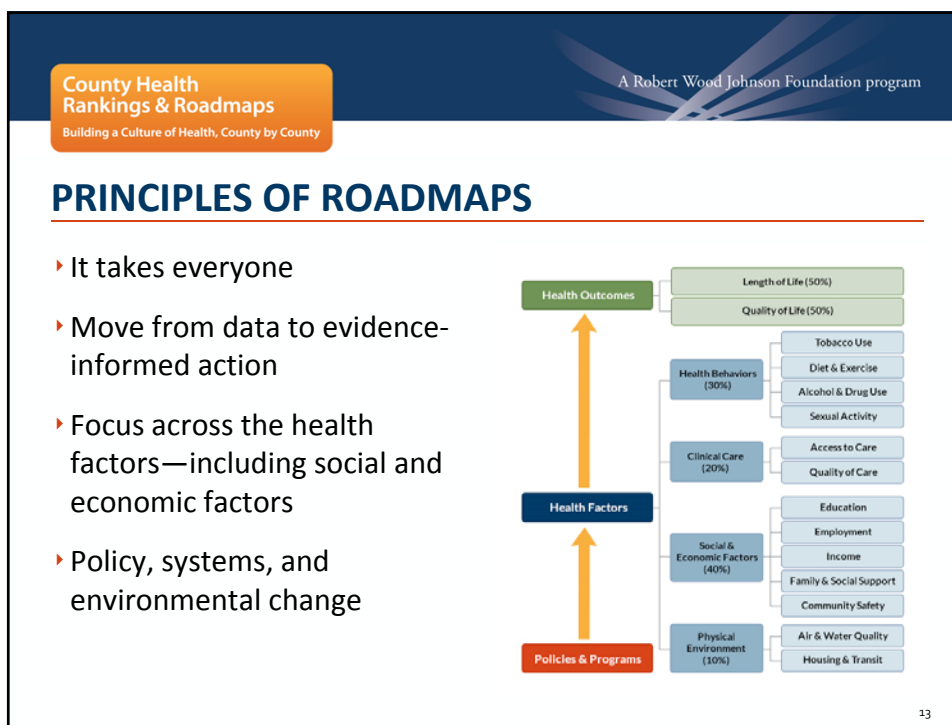 County Health
Rankings & Roadmaps
Building a Culture of Health, County by County
A Robert Wood Johnson Foundation program
PRINCIPLES OF ROADMAPS
It takes everyone
Move from data to evidence-
informed action
Focus across the health
factors—including social and
economic factors
Policy, systems, and
environmental change
Health Outcomes
Length of Life (50%)
Quality of Life (50%)
Health Factors
Health Behaviors
(30%)
Tobacco Use
Diet & Exercise
Alcohol & Drug Use
Sexual Activity
Clinical Care
(20%)
Access to Care
Quality of Care
Social &
Economic Factors
(40%)
Education
Employment
Income
Family & Social Support
Community Safety
Physical
Environment
(10%)
Air & Water Quality
Housing & Transit
Policies & Programs
13